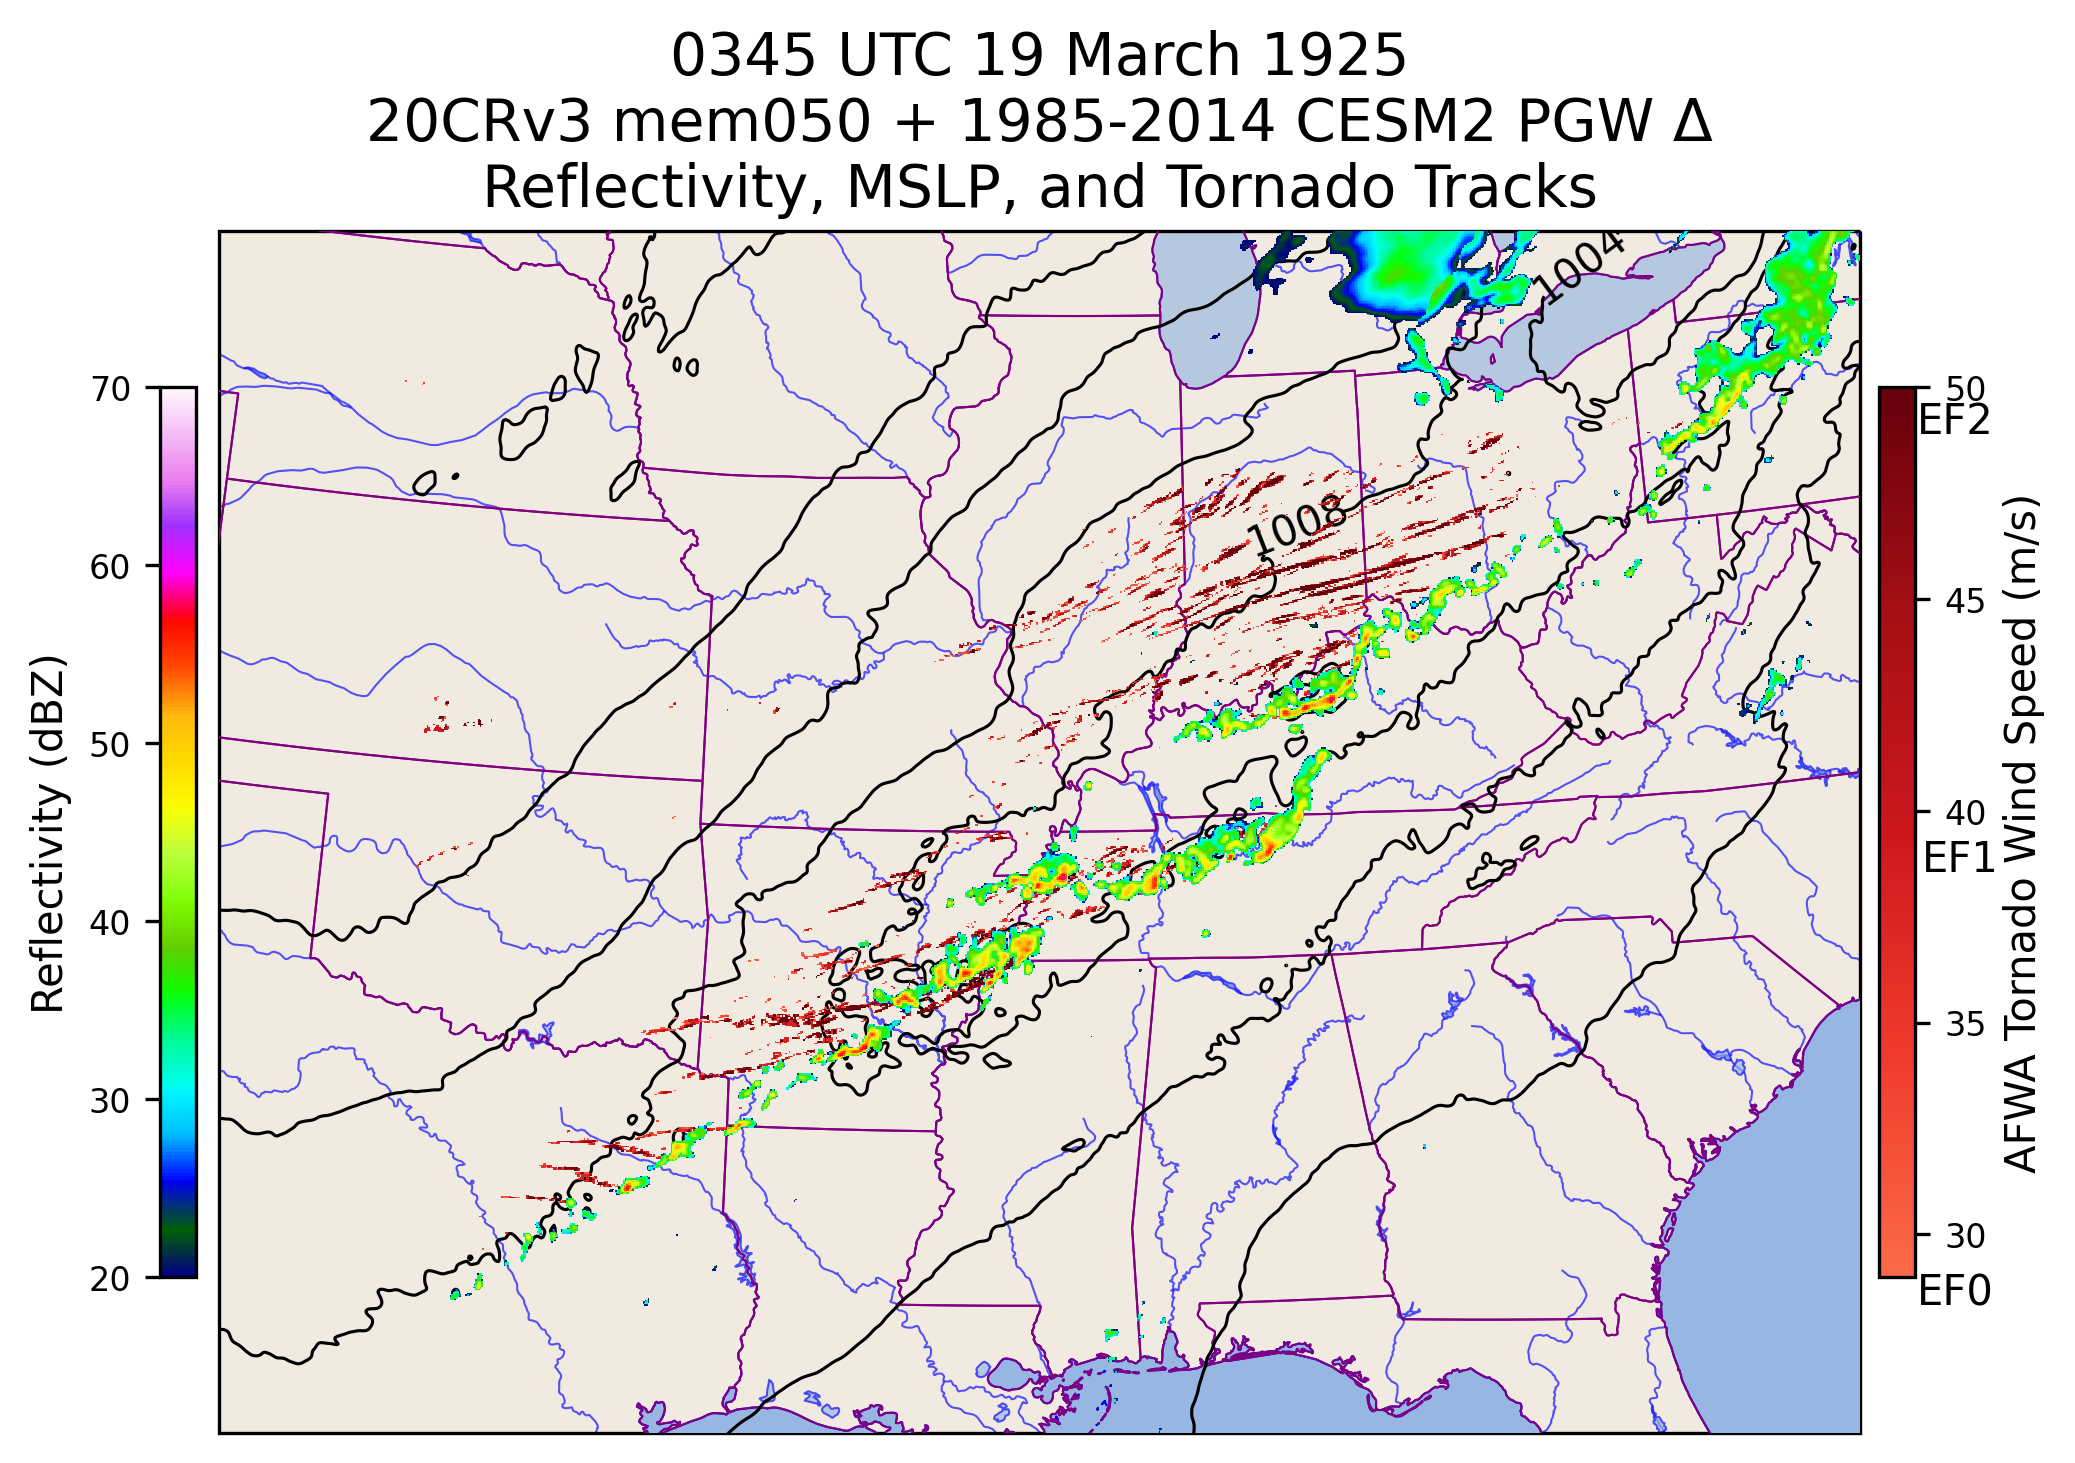 0345 UTC 19 March 1925
20CRv3 mem050 + 1985-2014 CESM2 PGW Δ
Reflectivity, MSLP, and Tornado Tracks
1004
1008
70
60
50
40
30
20
Reflectivity (dBZ)
50
EF2
45
40
EF1
35
30
EF0
AFWA Tornado Wind Speed (m/s)